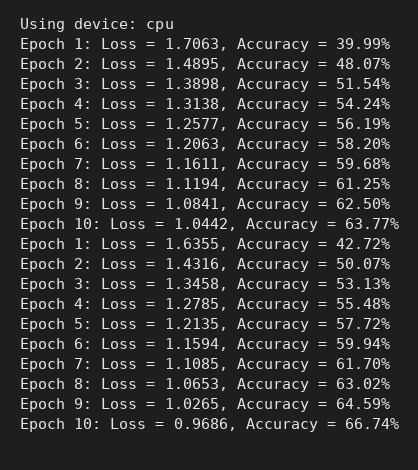 Using device: cpu
Epoch 1: Loss = 1.7063, Accuracy = 39.99%
Epoch 2: Loss = 1.4895, Accuracy = 48.07%
Epoch 3: Loss = 1.3898, Accuracy = 51.54%
Epoch 4: Loss = 1.3138, Accuracy = 54.24%
Epoch 5: Loss = 1.2577, Accuracy = 56.19%
Epoch 6: Loss = 1.2063, Accuracy = 58.20%
Epoch 7: Loss = 1.1611, Accuracy = 59.68%
Epoch 8: Loss = 1.1194, Accuracy = 61.25%
Epoch 9: Loss = 1.0841, Accuracy = 62.50%
Epoch 10: Loss = 1.0442, Accuracy = 63.77%
Epoch 1: Loss = 1.6355, Accuracy = 42.72%
Epoch 2: Loss = 1.4316, Accuracy = 50.07%
Epoch 3: Loss = 1.3458, Accuracy = 53.13%
Epoch 4: Loss = 1.2785, Accuracy = 55.48%
Epoch 5: Loss = 1.2135, Accuracy = 57.72%
Epoch 6: Loss = 1.1594, Accuracy = 59.94%
Epoch 7: Loss = 1.1085, Accuracy = 61.70%
Epoch 8: Loss = 1.0653, Accuracy = 63.02%
Epoch 9: Loss = 1.0265, Accuracy = 64.59%
Epoch 10: Loss = 0.9686, Accuracy = 66.74%